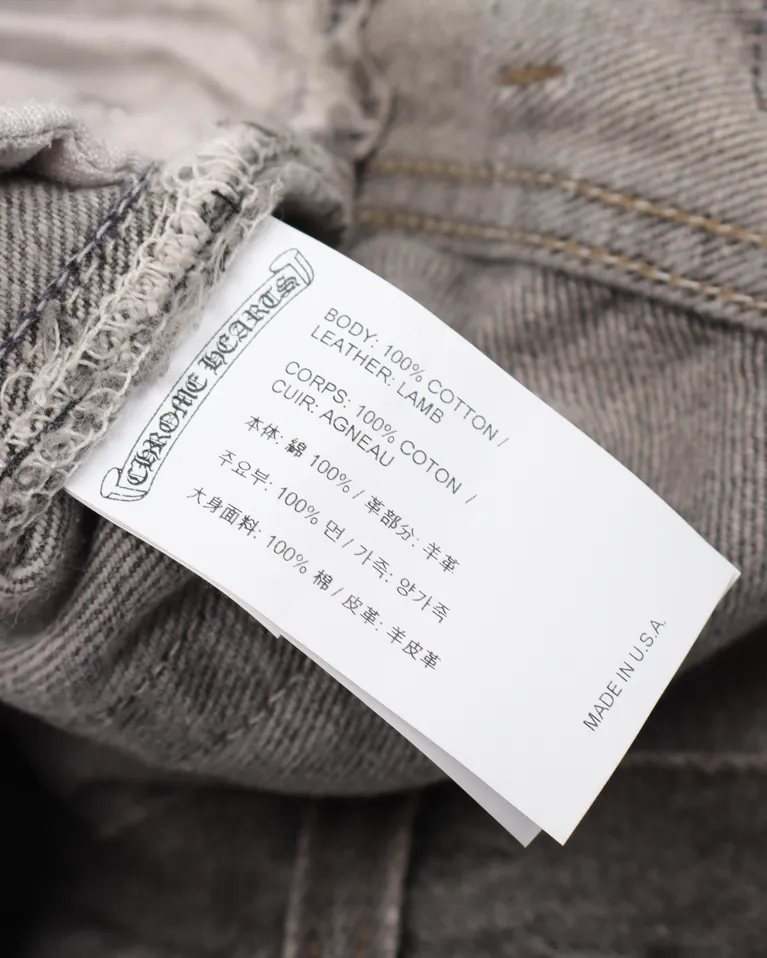 CHROME HEARTS
BODY: 100% COTTON /
LEATHER: LAMB
CORPS: 100% COTON /
CUIR: AGNEAU
本体: 綿 100% / 革部分: 羊革
주요부: 100% 면 / 가죽: 양가죽
大身面料: 100% 棉 / 皮革: 羊皮革
MADE IN U.S.A.